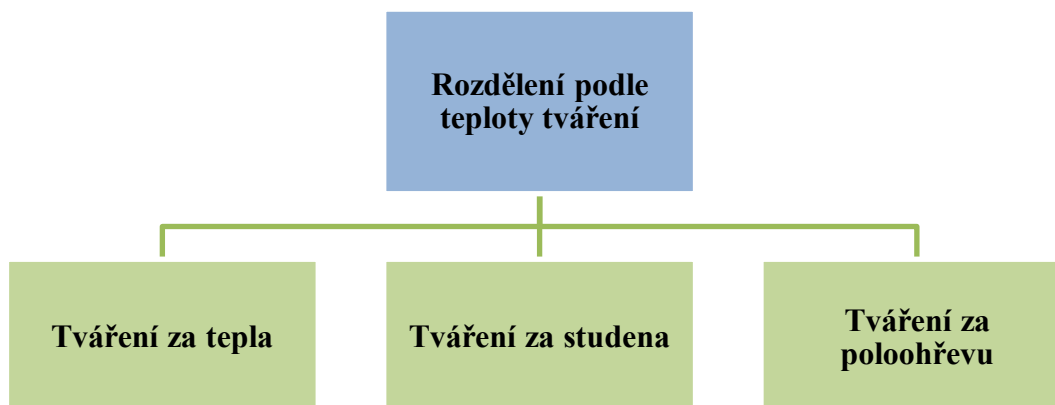 Rozdělení podle
teploty tváření
Tváření za tepla
Tváření za studena
Tváření za
poloohřevu